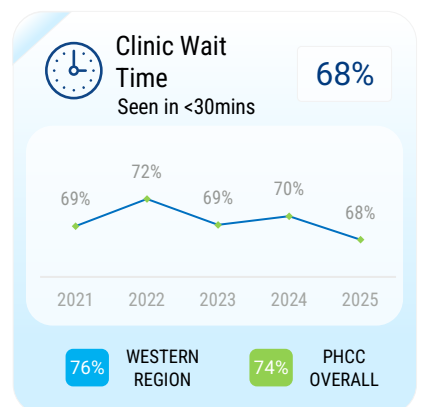 Clinic Wait
Time
Seen in <30mins
68%
72%
70%
69%
69%
68%
2021 2022 2023 2024 2025
76% WESTERN REGION
74% PHCC OVERALL